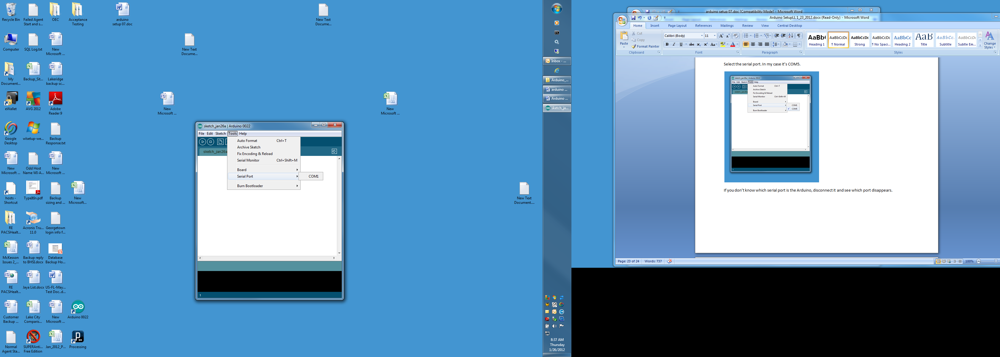 Recycle Bin
Failed Agent
Start and s...
OEC
Acceptance
Testing
arduino
setup 07.doc
New Text
Docume...
Computer
SQL Log.txt
New
Microsoft ...
New Text
Docume...
My
Document...
Backup_Sit...
Lakeridge
backup sc...
eWallet
AVG 2012
Adobe
Reader 9
New
Microsoft ...
New
Microsoft ...
Google
Desktop
wlsetup-we...
Backup
Response.txt
New
Microsoft ...
Odd Host
Name WI-A...
New
Microsoft ...
hosts -
Shortcut
TypeItIn.pdf
Backup
sizing and ...
New
Microsoft...
New Text
Document....
RE
PACSHealt...
Acronis Tru...
11.0
Georgetown
login info f...
McKesson
Issues 2_...
Backup reply
to BHSI.docx
Database
Backup Ho...
RE
PACSHealt...
Jaya List.docx
US-FL-May...
Test Doc..d...
Customer
Backup ...
Lake City
Comparis...
New
Microsoft ...
Arduino 0022
Normal
Agent Sta...
SUPERAnti...
Free Edition
Jan_2012_P...
Processing
sketch_jan26a | Arduino 0022
File Edit Sketch Tools Help
Auto Format Ctrl+T
Archive Sketch
sketch_jan26a
Fix Encoding & Reload
Serial Monitor Ctrl+Shift+M
Board
Serial Port
COM1
Burn Bootloader
1
Inbox - ...
Arduino_...
arduino ...
Arduino ...
sketch_ja...
8:37 AM
Thursday
1/26/2012
arduino setup 07.doc [Compatibility Mode] - Microsoft Word
Arduino SetupLL 1_23_2012.docx (Read-Only) - Microsoft Word
Home Insert Page Layout References Mailings Review View Central Desktop
Paste
Cut
Copy
Format Painter
Clipboard
Calibri (Body) 11
B I U abc x₂ x² Aa
Font
Paragraph
AaBbC AaBbCcDc AaBbCcDc AaBbCcDc AaBbCc AaB AaBbCc. AaBbCcDc
Heading 1 ¶ Normal Strong ¶ No Spaci... Heading 2 Title Subtitle Subtle Em...
Change
Styles
Styles
Select the serial port. In my case it’s COM5.
sketch_jan26a | Arduino 0022
File Edit Sketch Tools Help
Auto Format Ctrl+T
Archive Sketch
sketch_jan26a
Fix Encoding & Reload
Serial Monitor Ctrl+Shift+M
Board
Serial Port
COM1
COM5
Burn Bootloader
1
If you don’t know which serial port is the Arduino, disconnect it and see which port disappears.
Page: 23 of 24 Words: 737
100%